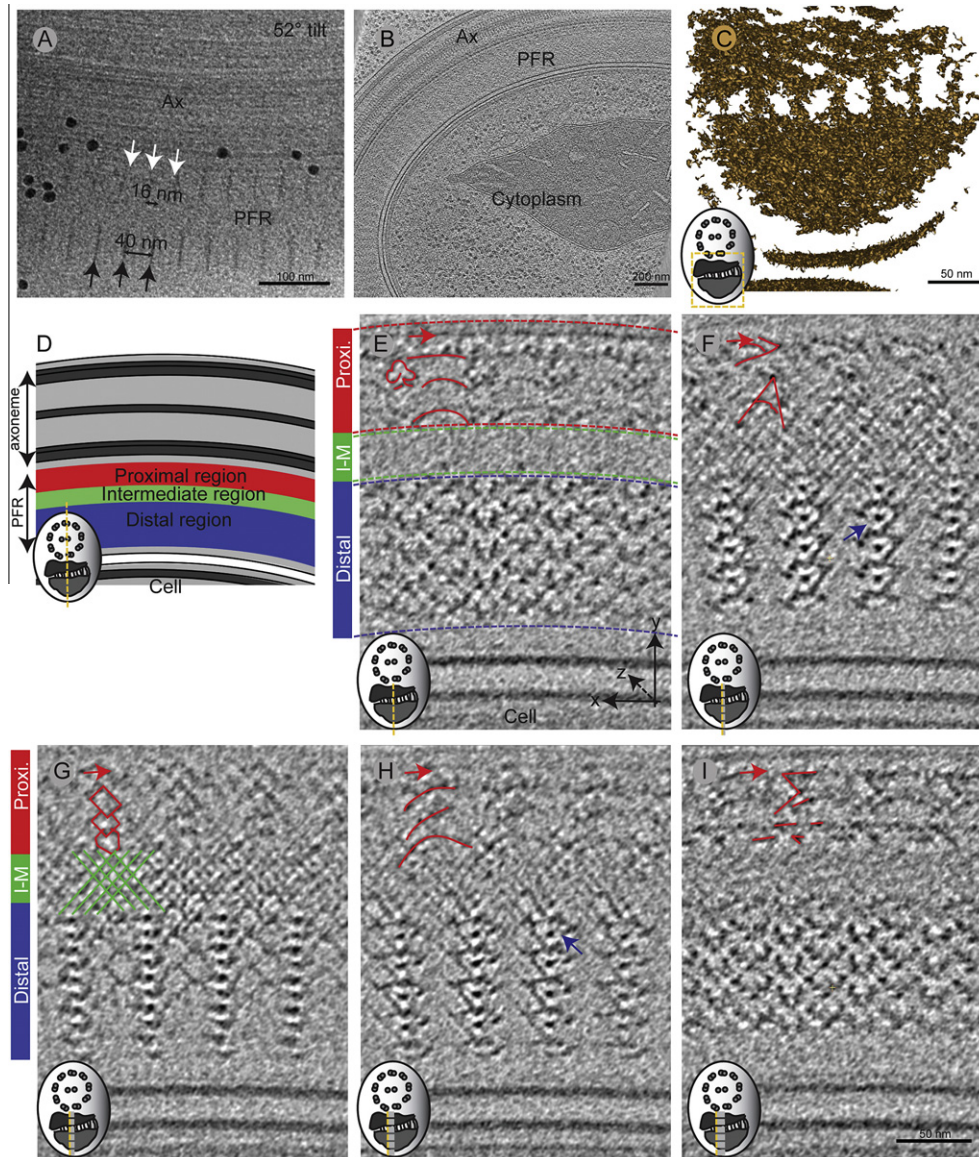 A
52° tilt
Ax
16 nm
PFR
40 nm
100 nm
B
Ax
PFR
Cytoplasm
200 nm
C
50 nm
D
axoneme
PFR
Proximal region
Intermediate region
Distal region
Cell
Proxi.
I-M
Distal
E
y
z
x
Cell
F
Proxi.
I-M
Distal
G
H
I
50 nm